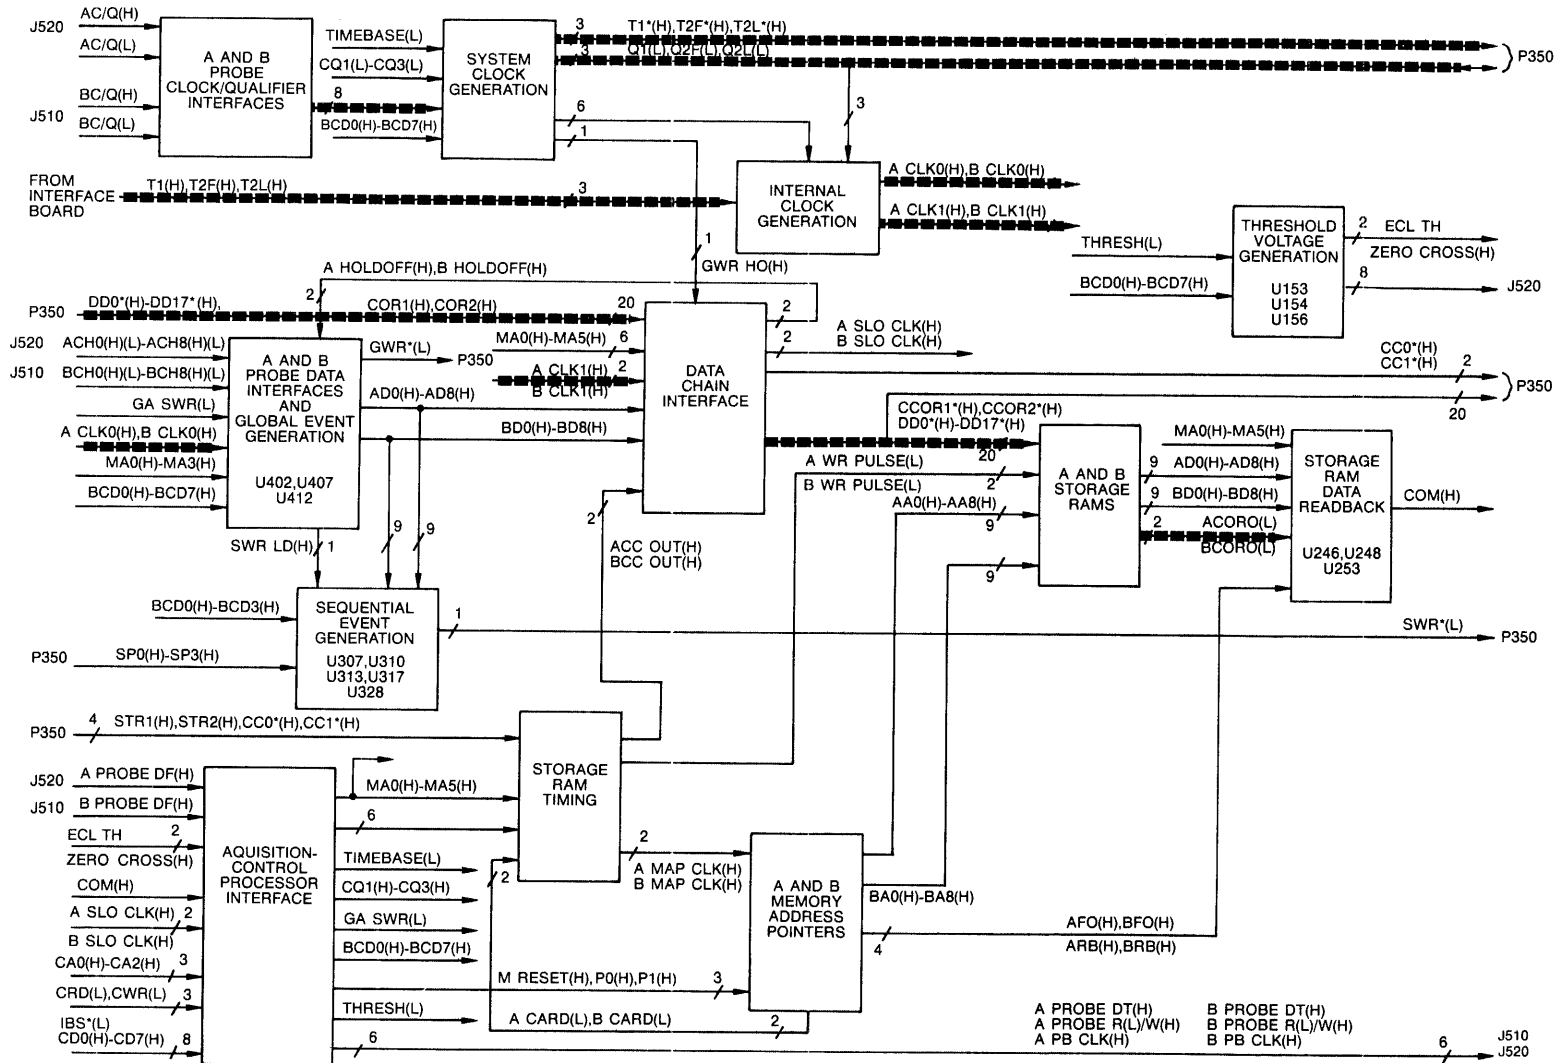 AC/Q(H)
J520
AC/Q(L)
BC/Q(H)
J510
BC/Q(L)
A AND B
PROBE
CLOCK/QUALIFIER
INTERFACES
8
TIMEBASE(L)
CQ1(L)-CQ3(L)
BCD0(H)-BCD7(H)
SYSTEM
CLOCK
GENERATION
3
T1*(H),T2F*(H),T2L*(H)
3
Q1(L),Q2F(L),Q2L(L)
P350
6
1
3
FROM
INTERFACE
BOARD
T1(H),T2F(H),T2L(H)
3
INTERNAL
CLOCK
GENERATION
A CLK0(H),B CLK0(H)
A CLK1(H),B CLK1(H)
1
GWR HO(H)
THRESH(L)
BCD0(H)-BCD7(H)
THRESHOLD
VOLTAGE
GENERATION
U153
U154
U156
2
ECL TH
ZERO CROSS(H)
8
J520
A HOLDOFF(H),B HOLDOFF(H)
2
P350
DD0*(H)-DD17*(H),
COR1(H),COR2(H)
20
J520
ACH0(H)(L)-ACH8(H)(L)
J510
BCH0(H)(L)-BCH8(H)(L)
GA SWR(L)
A CLK0(H),B CLK0(H)
MA0(H)-MA3(H)
BCD0(H)-BCD7(H)
A AND B
PROBE DATA
INTERFACES
AND
GLOBAL EVENT
GENERATION
U402,U407
U412
GWR*(L)
P350
AD0(H)-AD8(H)
BD0(H)-BD8(H)
MA0(H)-MA5(H)
6
A CLK1(H)
2
B CLK1(H)
DATA
CHAIN
INTERFACE
2
2
A SLO CLK(H)
B SLO CLK(H)
CC0*(H)
CC1*(H)
2
P350
20
CCOR1*(H),CCOR2*(H)
DD0*(H)-DD17*(H)
20
A WR PULSE(L)
B WR PULSE(L)
2
AA0(H)-AA8(H)
9
9
A AND B
STORAGE
RAMS
MA0(H)-MA5(H)
9
AD0(H)-AD8(H)
9
BD0(H)-BD8(H)
2
ACORO(L)
BCORO(L)
STORAGE
RAM
DATA
READBACK
U246,U248
U253
COM(H)
SWR LD(H)
1
9
9
2
ACC OUT(H)
BCC OUT(H)
BCD0(H)-BCD3(H)
P350
SP0(H)-SP3(H)
SEQUENTIAL
EVENT
GENERATION
U307,U310
U313,U317
U328
1
SWR*(L)
P350
P350
4
STR1(H),STR2(H),CC0*(H),CC1*(H)
STORAGE
RAM
TIMING
J520
A PROBE DF(H)
J510
B PROBE DF(H)
ECL TH
2
ZERO CROSS(H)
COM(H)
A SLO CLK(H)
2
B SLO CLK(H)
CA0(H)-CA2(H)
3
CRD(L),CWR(L)
3
IBS*(L)
CD0(H)-CD7(H)
8
AQUISITION-
CONTROL
PROCESSOR
INTERFACE
MA0(H)-MA5(H)
6
TIMEBASE(L)
CQ1(H)-CQ3(H)
GA SWR(L)
BCD0(H)-BCD7(H)
M RESET(H),P0(H),P1(H)
3
THRESH(L)
6
2
A CARD(L),B CARD(L)
2
2
A MAP CLK(H)
B MAP CLK(H)
A AND B
MEMORY
ADDRESS
POINTERS
BA0(H)-BA8(H)
4
AFO(H),BFO(H)
ARB(H),BRB(H)
A PROBE DT(H)
B PROBE DT(H)
A PROBE R(L)/W(H)
B PROBE R(L)/W(H)
A PB CLK(H)
B PB CLK(H)
6
J510
J520